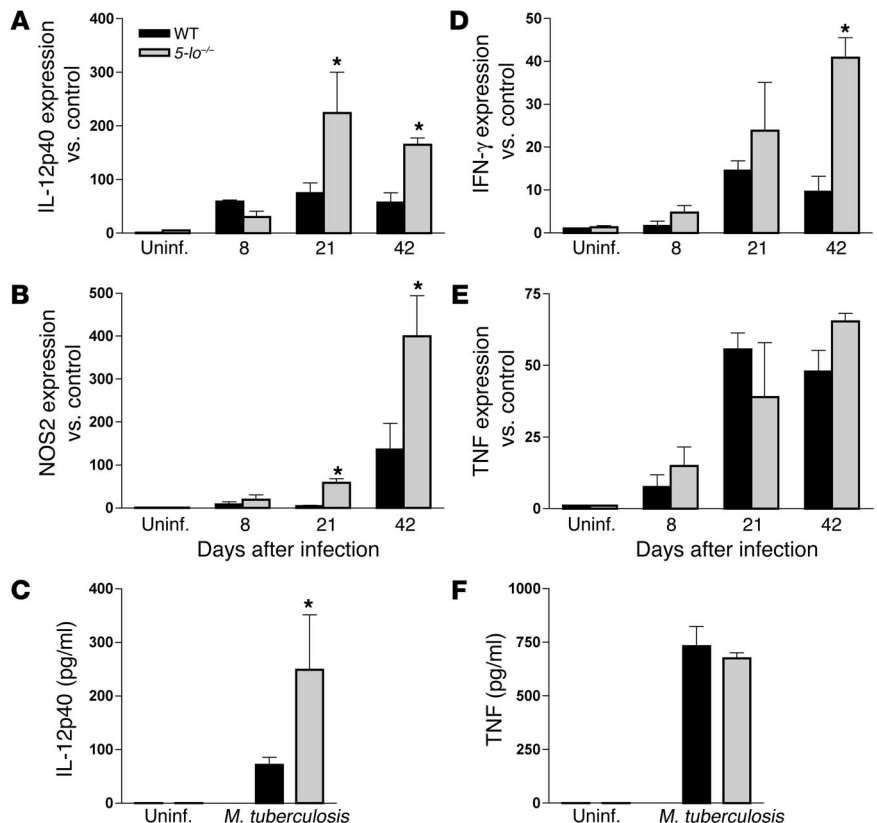 A
IL-12p40 expression
vs. control
400
300
200
100
0
WT
5-lo–/–
*
*
Uninf.
8
21
42
D
IFN-γ expression
vs. control
50
40
30
20
10
0
*
Uninf.
8
21
42
B
NOS2 expression
vs. control
500
400
300
200
100
0
*
*
Uninf.
8
21
42
Days after infection
E
TNF expression
vs. control
75
50
25
0
Uninf.
8
21
42
Days after infection
C
IL-12p40 (pg/ml)
400
300
200
100
0
*
Uninf.
M. tuberculosis
F
TNF (pg/ml)
1000
750
500
250
0
Uninf.
M. tuberculosis